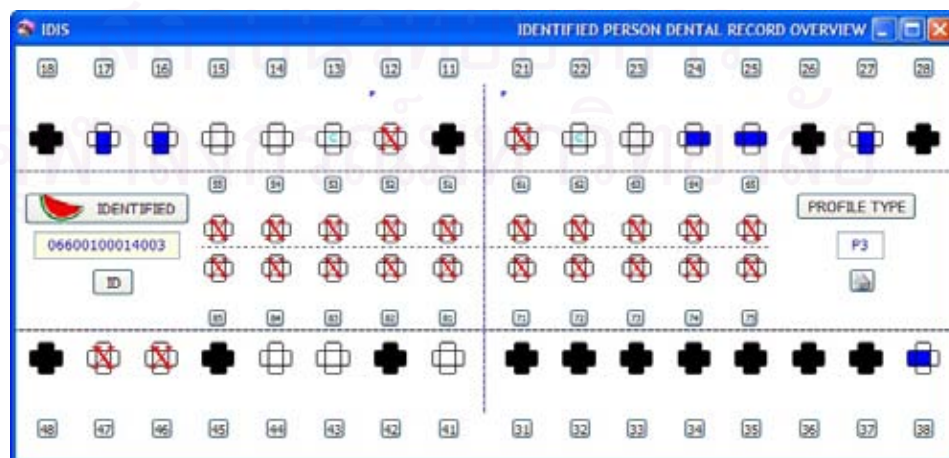 IDIS IDENTIFIED PERSON DENTAL RECORD OVERVIEW
18 17 16 15 14 13 12 11 21 22 23 24 25 26 27 28
P P
C N N C
55 54 53 52 51 61 62 63 64 65
IDENTIFIED PROFILE TYPE
N N N N N N N N N N
06600100014003 P3
N N N N N N N N N N
ID
85 84 83 82 81 71 72 73 74 75
N N
48 47 46 45 44 43 42 41 31 32 33 34 35 36 37 38